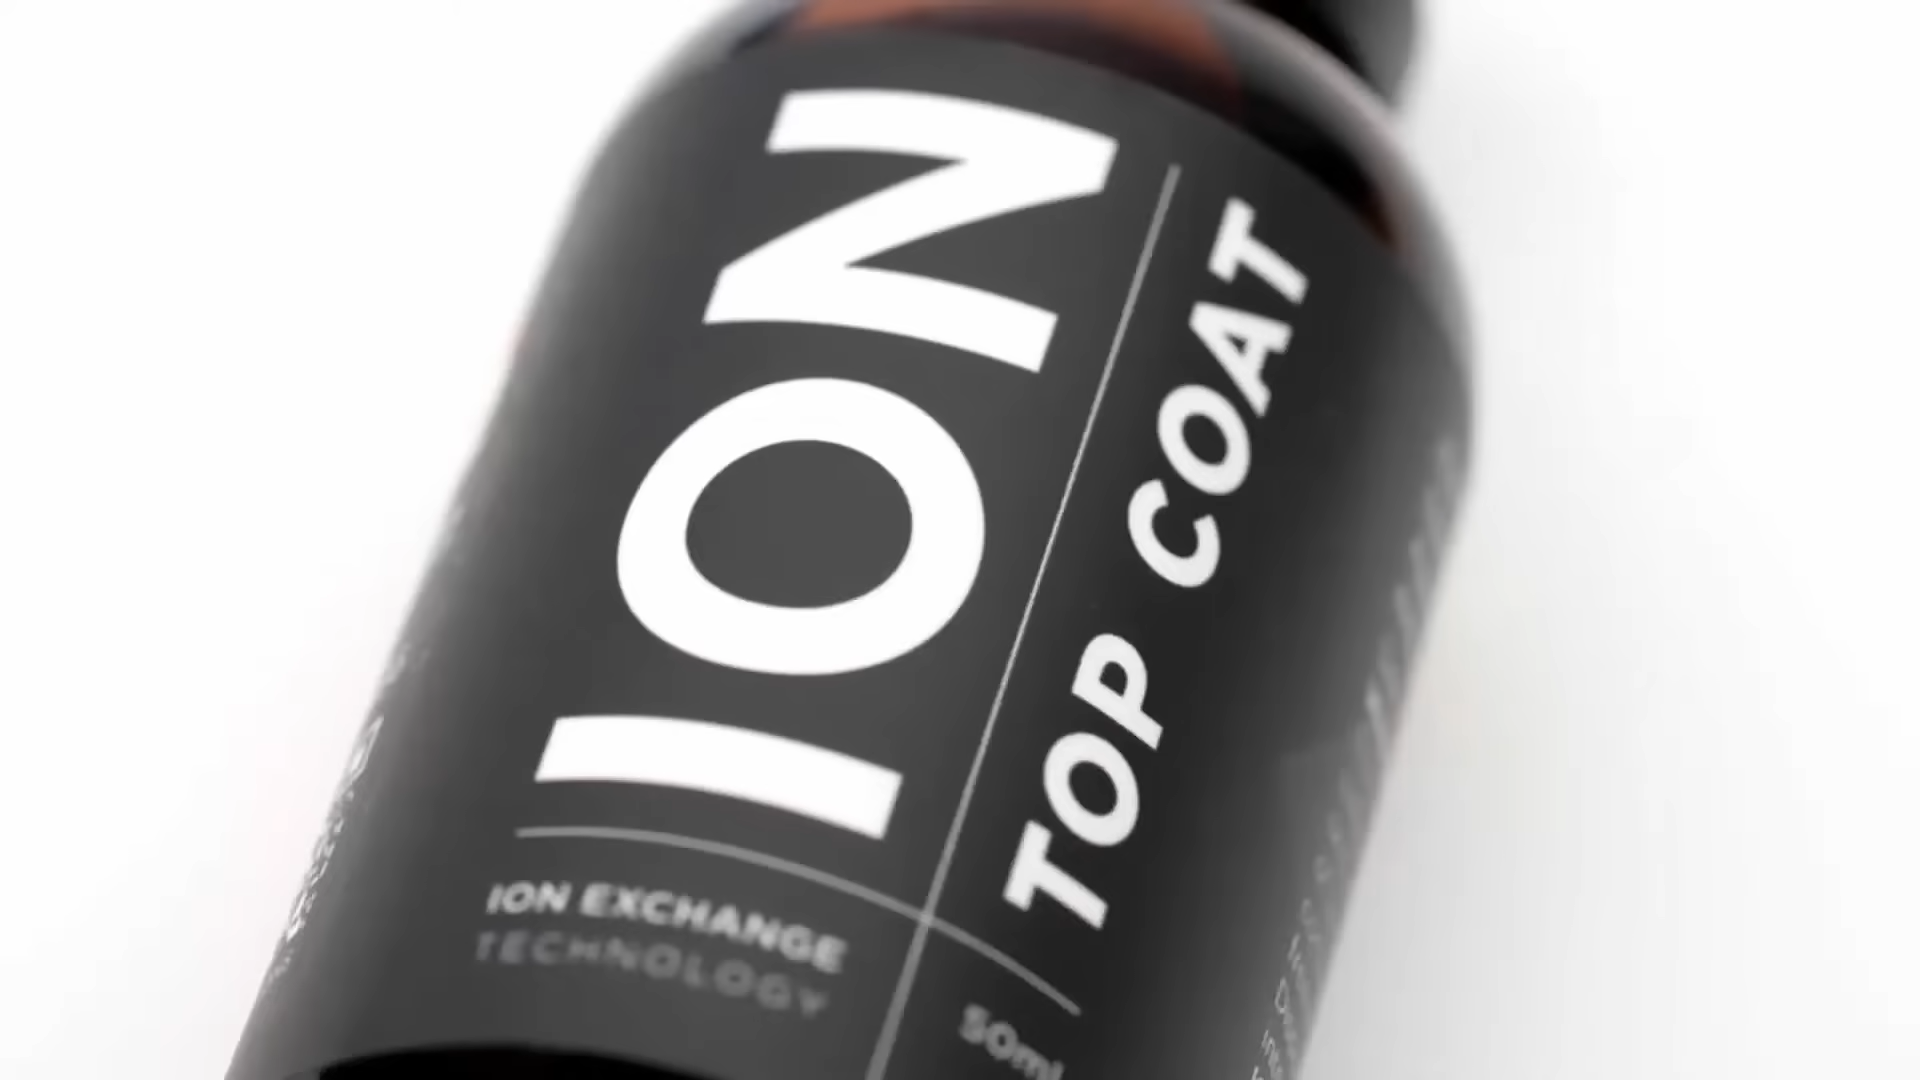 ION
TOP COAT
ION EXCHANGE
TECHNOLOGY
50ml